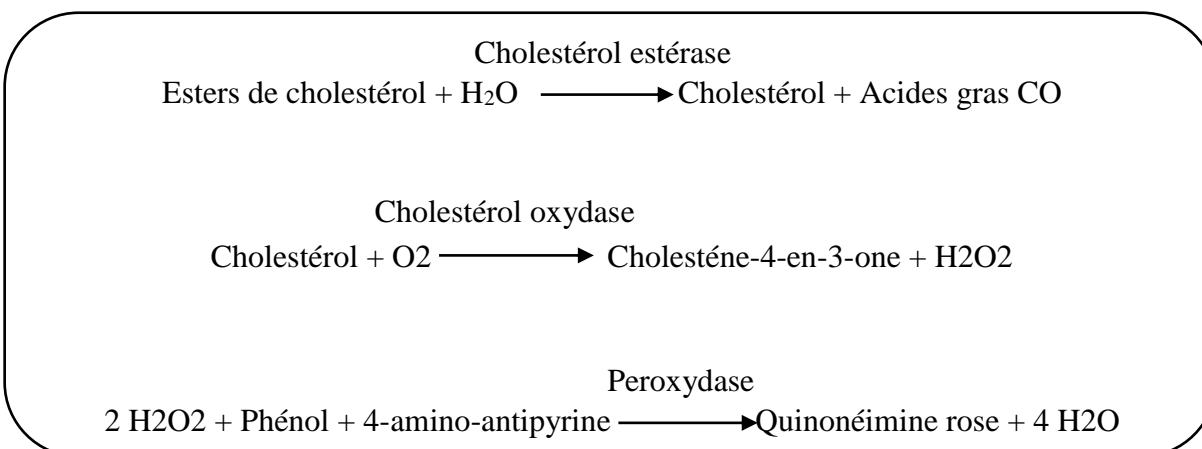 Cholestérol estérase
Esters de cholestérol + H₂O Cholestérol + Acides gras CO
Cholestérol oxydase
Cholestérol + O2 Cholesténe-4-en-3-one + H2O2
Peroxydase
2 H2O2 + Phénol + 4-amino-antipyrine Quinonéimine rose + 4 H2O